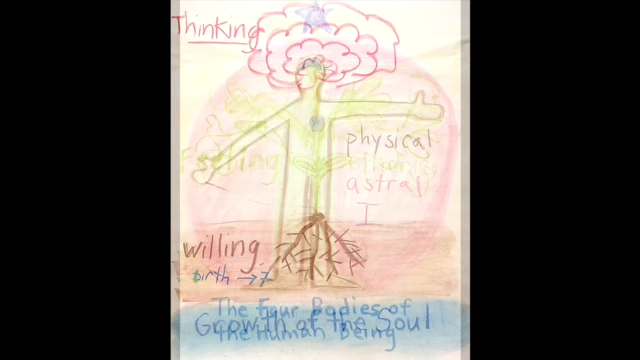 Thinking
physical
Feeling etheric
astral
I
willing
birth → 7
The Four Bodies of
Growth of the Soul
the Human Being